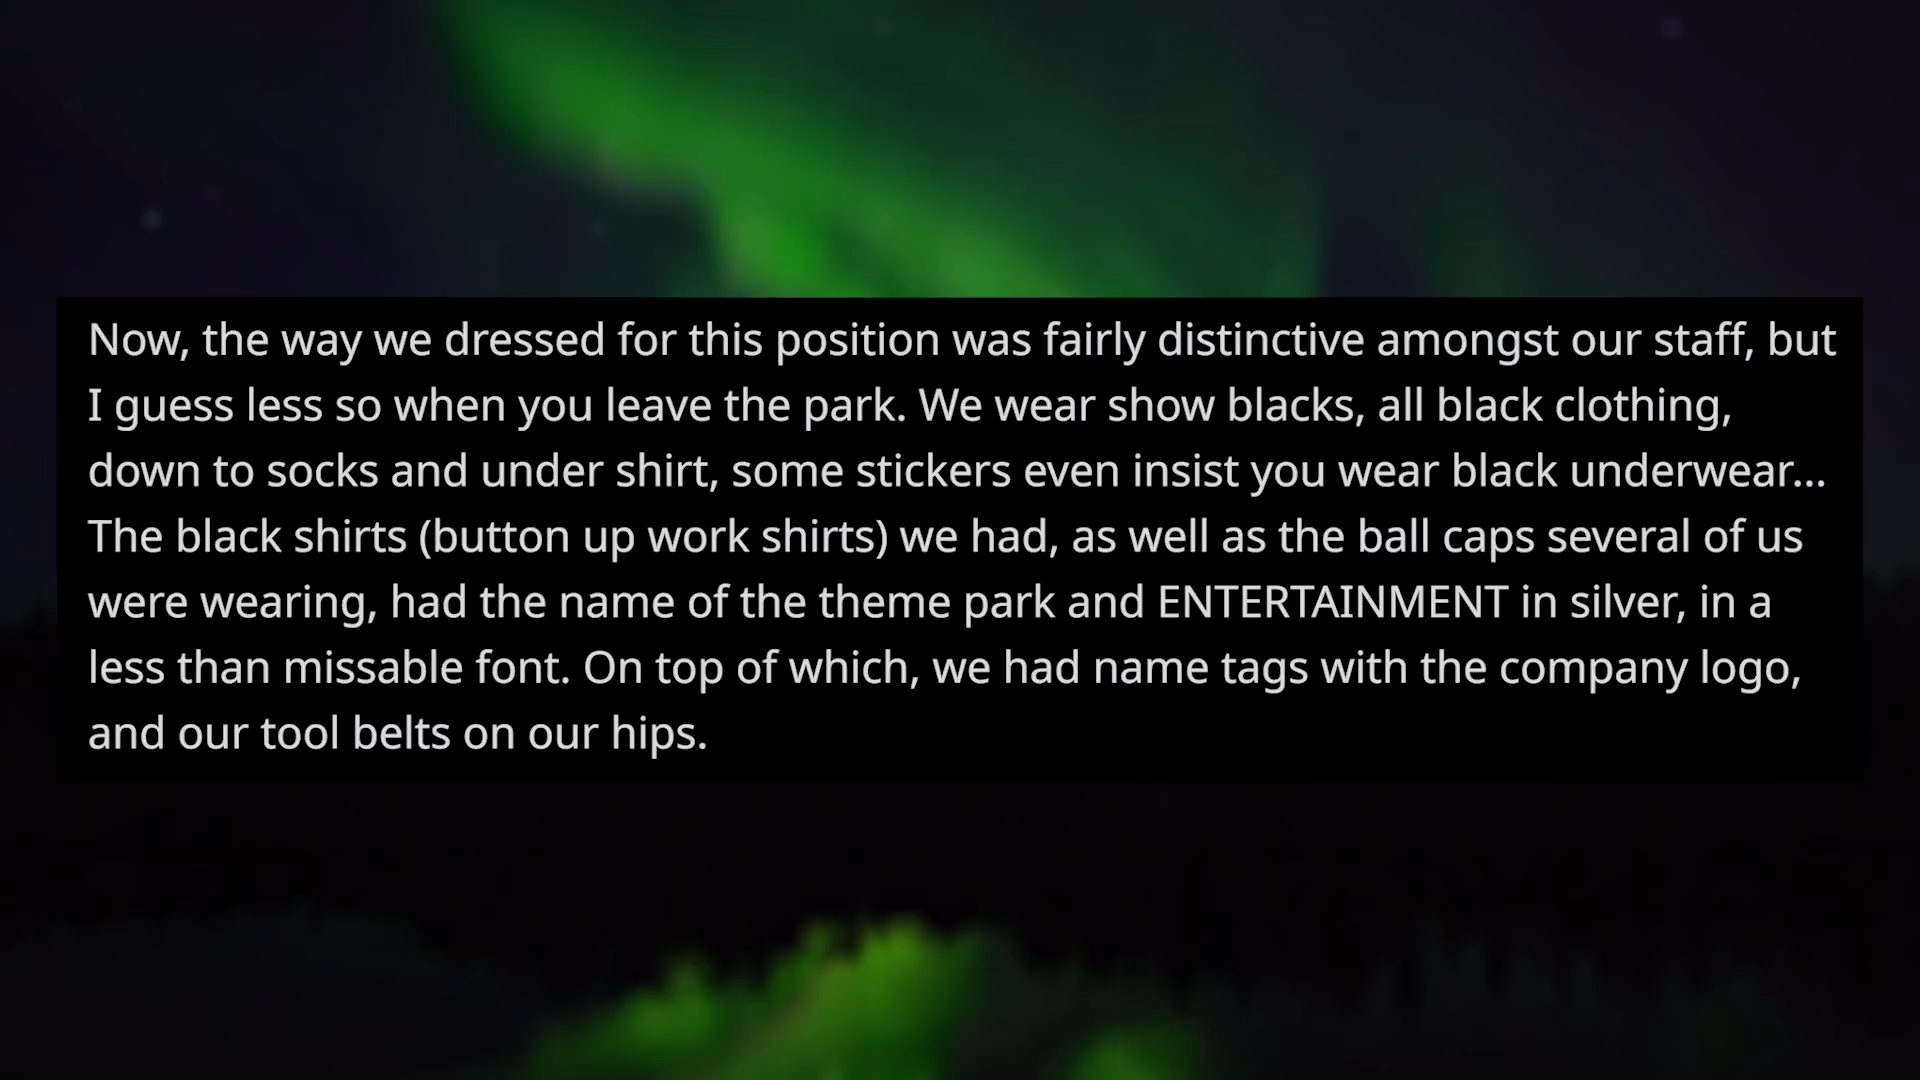 Now, the way we dressed for this position was fairly distinctive amongst our staff, but
I guess less so when you leave the park. We wear show blacks, all black clothing,
down to socks and under shirt, some stickers even insist you wear black underwear...
The black shirts (button up work shirts) we had, as well as the ball caps several of us
were wearing, had the name of the theme park and ENTERTAINMENT in silver, in a
less than missable font. On top of which, we had name tags with the company logo,
and our tool belts on our hips.